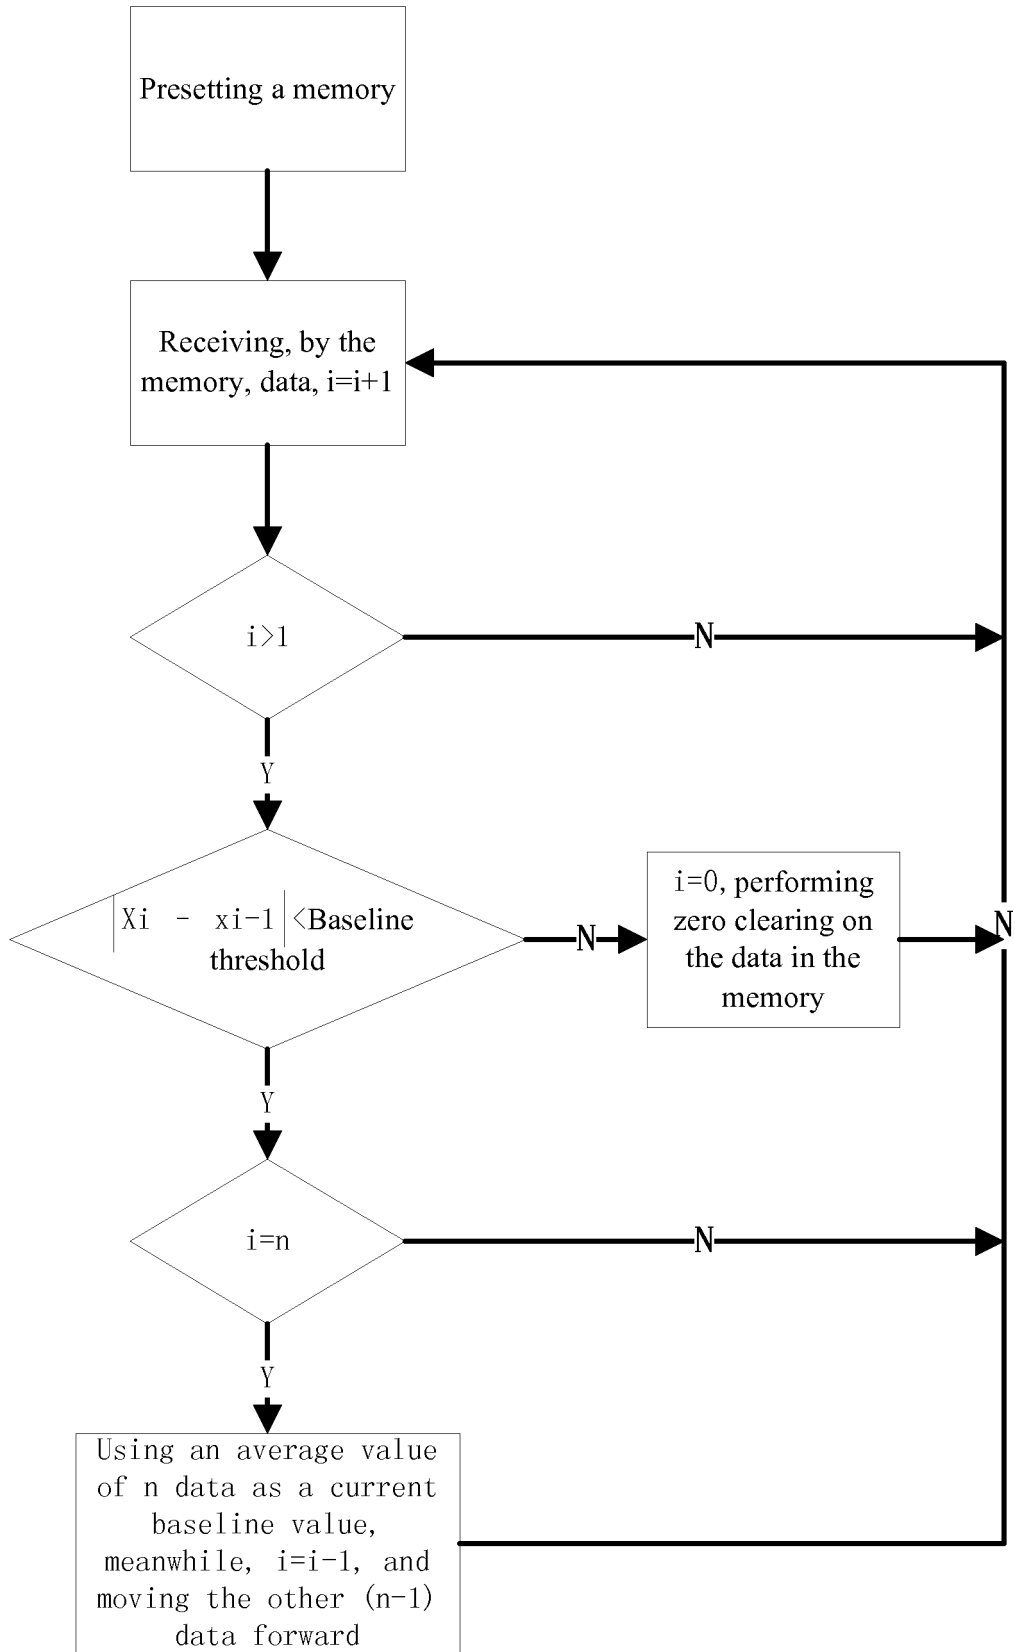 Presetting a memory
Receiving, by the
memory, data, i=i+1
i>1
N
Y
|Xi - xi-1|<Baseline
threshold
N
i=0, performing
zero clearing on
the data in the
memory
N
Y
i=n
N
Y
Using an average value
of n data as a current
baseline value,
meanwhile, i=i-1, and
moving the other (n-1)
data forward